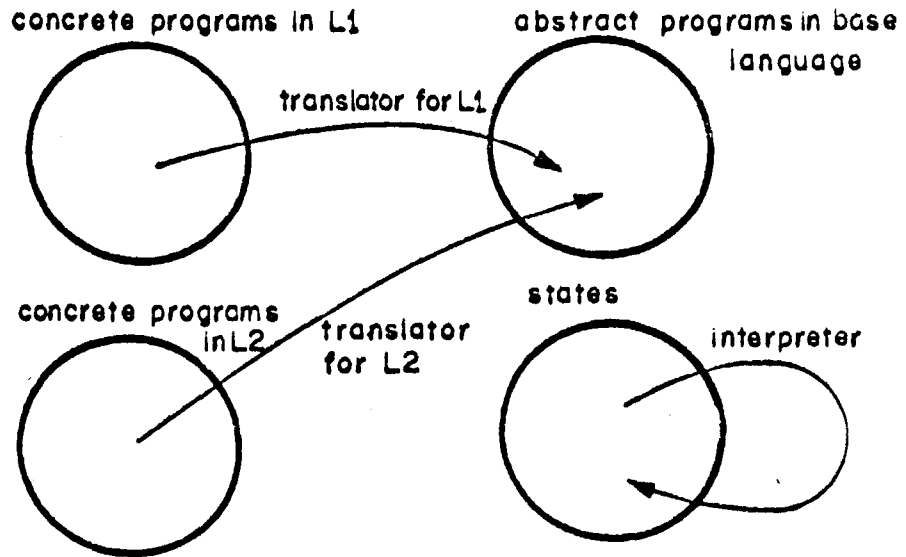 concrete programs in L1
abstract programs in base
language
translator for L1
concrete programs
in L2
translator
for L2
states
interpreter